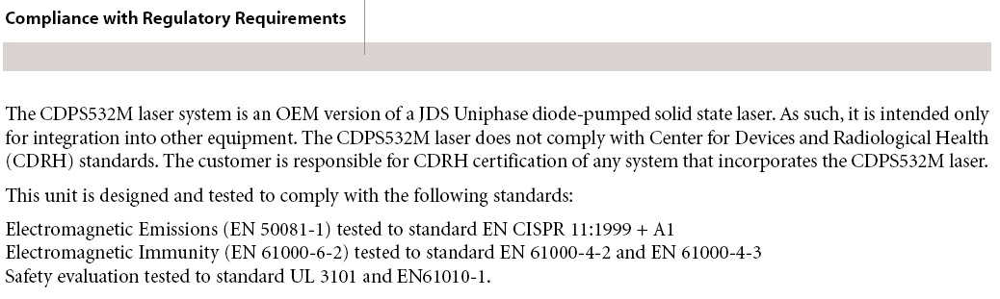 Compliance with Regulatory Requirements
The CDPS532M laser system is an OEM version of a JDS Uniphase diode-pumped solid state laser. As such, it is intended only
for integration into other equipment. The CDPS532M laser does not comply with Center for Devices and Radiological Health
(CDRH) standards. The customer is responsible for CDRH certification of any system that incorporates the CDPS532M laser.
This unit is designed and tested to comply with the following standards:
Electromagnetic Emissions (EN 50081-1) tested to standard EN CISPR 11:1999 + A1
Electromagnetic Immunity (EN 61000-6-2) tested to standard EN 61000-4-2 and EN 61000-4-3
Safety evaluation tested to standard UL 3101 and EN61010-1.